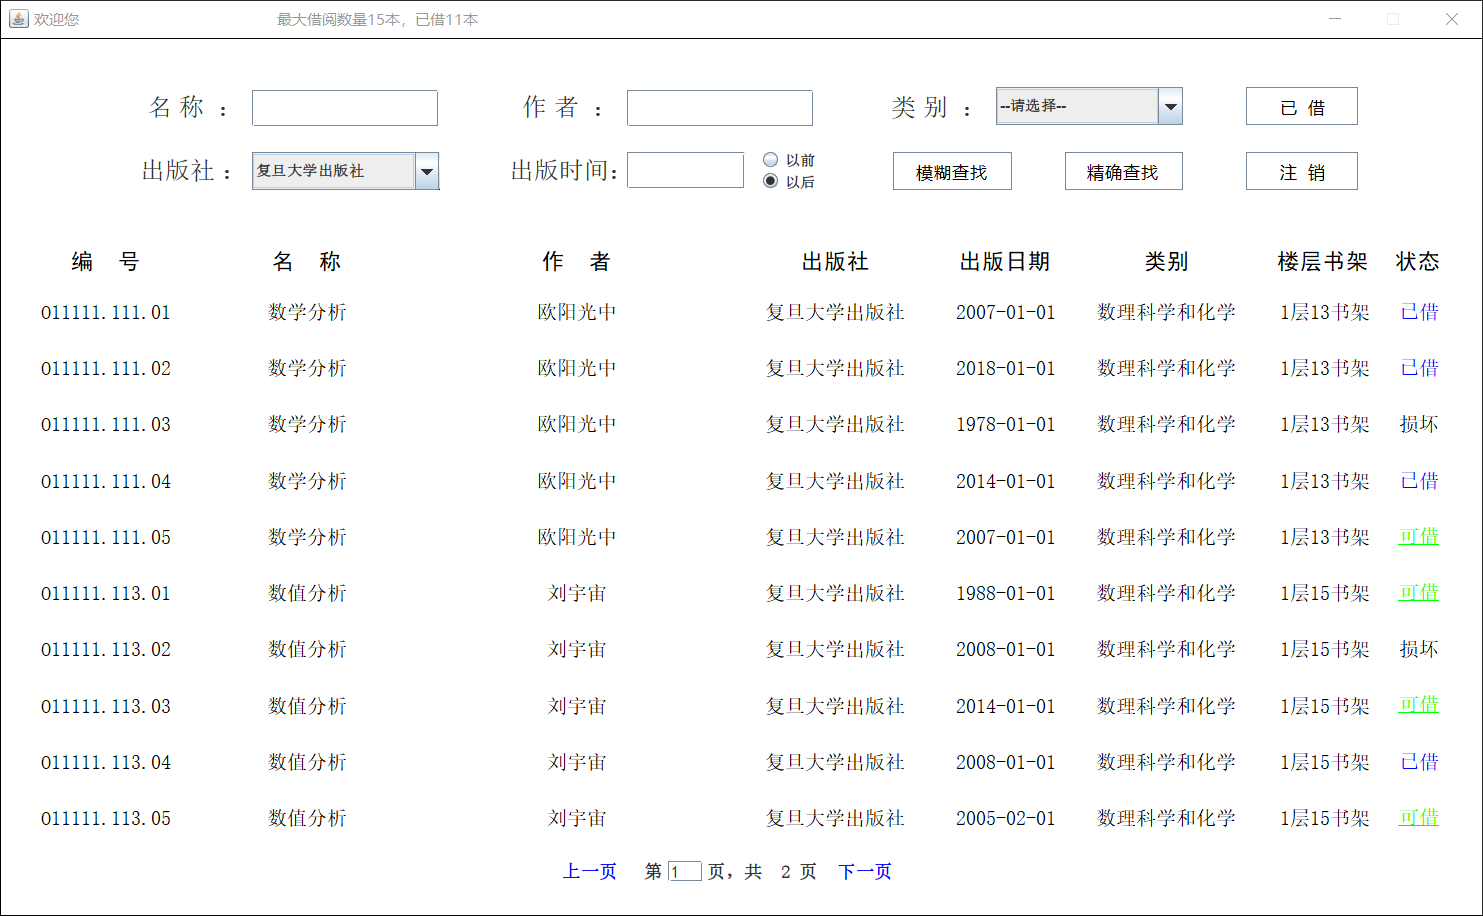 欢迎您 最大借阅数量15本，已借11本
名 称 ： 作 者 ： 类 别 ： --请选择-- 已 借
出版社 ： 复旦大学出版社 出版时间： 以前
以后 模糊查找 精确查找 注 销
编 号 名 称 作 者 出版社 出版日期 类别 楼层书架 状态
011111.111.01 数学分析 欧阳光中 复旦大学出版社 2007-01-01 数理科学和化学 1层13书架 已借
011111.111.02 数学分析 欧阳光中 复旦大学出版社 2018-01-01 数理科学和化学 1层13书架 已借
011111.111.03 数学分析 欧阳光中 复旦大学出版社 1978-01-01 数理科学和化学 1层13书架 损坏
011111.111.04 数学分析 欧阳光中 复旦大学出版社 2014-01-01 数理科学和化学 1层13书架 已借
011111.111.05 数学分析 欧阳光中 复旦大学出版社 2007-01-01 数理科学和化学 1层13书架 可借
011111.113.01 数值分析 刘宇宙 复旦大学出版社 1988-01-01 数理科学和化学 1层15书架 可借
011111.113.02 数值分析 刘宇宙 复旦大学出版社 2008-01-01 数理科学和化学 1层15书架 损坏
011111.113.03 数值分析 刘宇宙 复旦大学出版社 2014-01-01 数理科学和化学 1层15书架 可借
011111.113.04 数值分析 刘宇宙 复旦大学出版社 2008-01-01 数理科学和化学 1层15书架 已借
011111.113.05 数值分析 刘宇宙 复旦大学出版社 2005-02-01 数理科学和化学 1层15书架 可借
上一页 第 1 页，共 2 页 下一页